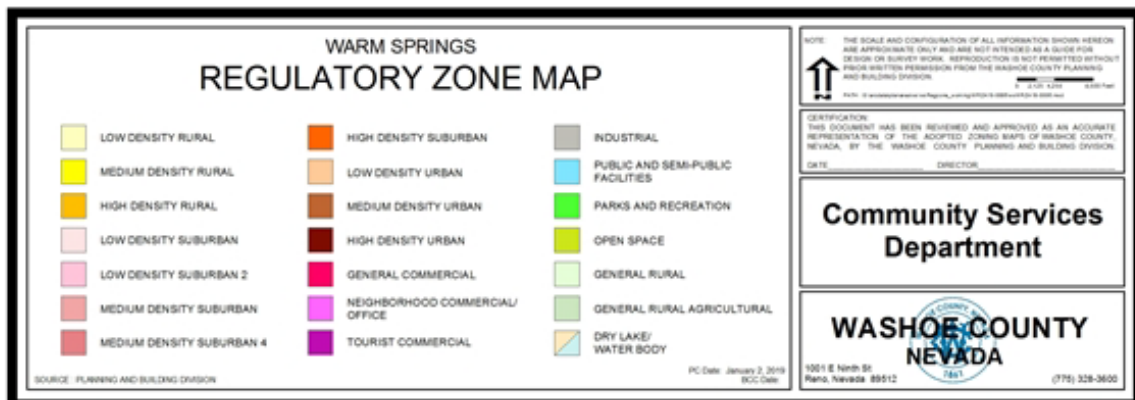 WARM SPRINGS
REGULATORY ZONE MAP
LOW DENSITY RURAL
MEDIUM DENSITY RURAL
HIGH DENSITY RURAL
LOW DENSITY SUBURBAN
LOW DENSITY SUBURBAN 2
MEDIUM DENSITY SUBURBAN
MEDIUM DENSITY SUBURBAN 4
HIGH DENSITY SUBURBAN
LOW DENSITY URBAN
MEDIUM DENSITY URBAN
HIGH DENSITY URBAN
GENERAL COMMERCIAL
NEIGHBORHOOD COMMERCIAL/
OFFICE
TOURIST COMMERCIAL
INDUSTRIAL
PUBLIC AND SEMI-PUBLIC
FACILITIES
PARKS AND RECREATION
OPEN SPACE
GENERAL RURAL
GENERAL RURAL AGRICULTURAL
DRY LAKE/
WATER BODY
SOURCE: PLANNING AND BUILDING DIVISION
PC Date: January 2, 2019
BCC Date:
NOTE: THE SCALE AND CONFIGURATION OF ALL INFORMATION SHOWN HEREON
ARE APPROXIMATE ONLY AND ARE NOT INTENDED AS A GUIDE FOR
DESIGN OR SURVEY WORK. REPRODUCTION IS NOT PERMITTED WITHOUT
PRIOR WRITTEN PERMISSION FROM THE WASHOE COUNTY PLANNING
AND BUILDING DIVISION.
N
PATH:
CERTIFICATION:
THIS DOCUMENT HAS BEEN REVIEWED AND APPROVED AS AN ACCURATE
REPRESENTATION OF THE ADOPTED ZONING MAPS OF WASHOE COUNTY,
NEVADA, BY THE WASHOE COUNTY PLANNING AND BUILDING DIVISION.
DATE DIRECTOR
Community Services
Department
WASHOE COUNTY
NEVADA
1861
1001 E Ninth St
Reno, Nevada 89512
(775) 328-3600